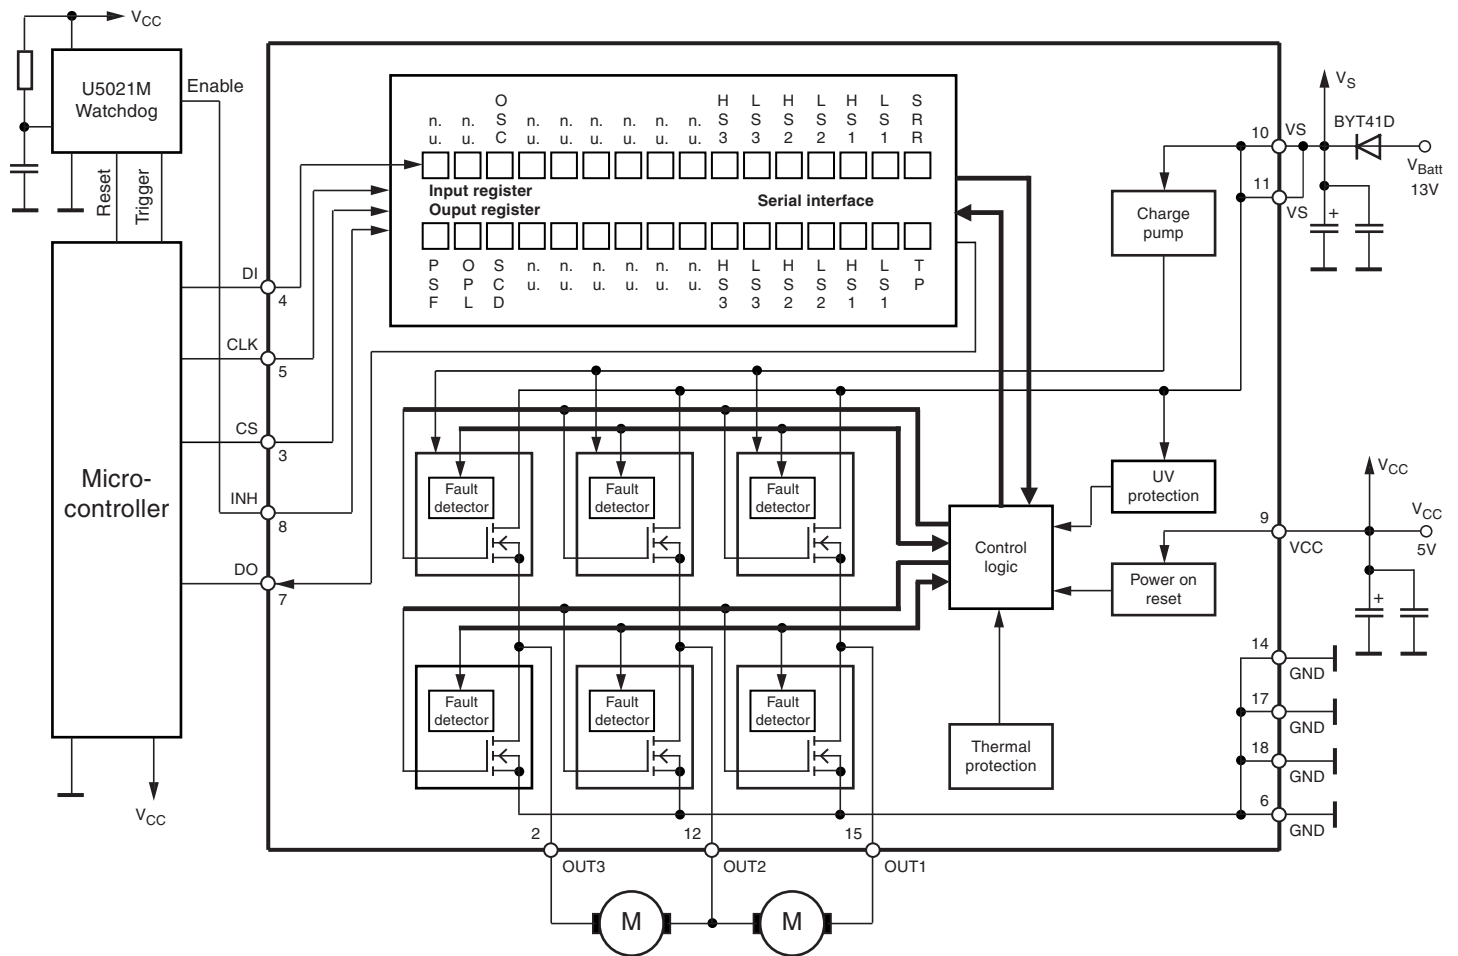 VCC
U5021M
Watchdog
Enable
Reset
Trigger
Micro-
controller
VCC
DI
4
CLK
5
CS
3
INH
8
DO
7
n. n. O n. n. n. n. n. n. H L H L H L S
u. u. S u. u. u. u. u. u. S S S S S S R
C 3 3 2 2 1 1 R
Input register
Ouput register
Serial interface
P O S n. n. n. n. n. n. H L H L H L T
S P C u. u. u. u. u. u. S S S S S S P
F L D 3 3 2 2 1 1
Charge
pump
10
VS
11
VS
VS
BYT41D
VBatt
13V
+
Fault
detector
Fault
detector
Fault
detector
UV
protection
Control
logic
Power on
reset
9
VCC
VCC
VCC
5V
+
Fault
detector
Fault
detector
Fault
detector
Thermal
protection
14
GND
17
GND
18
GND
6
GND
2
OUT3
12
OUT2
15
OUT1
M
M